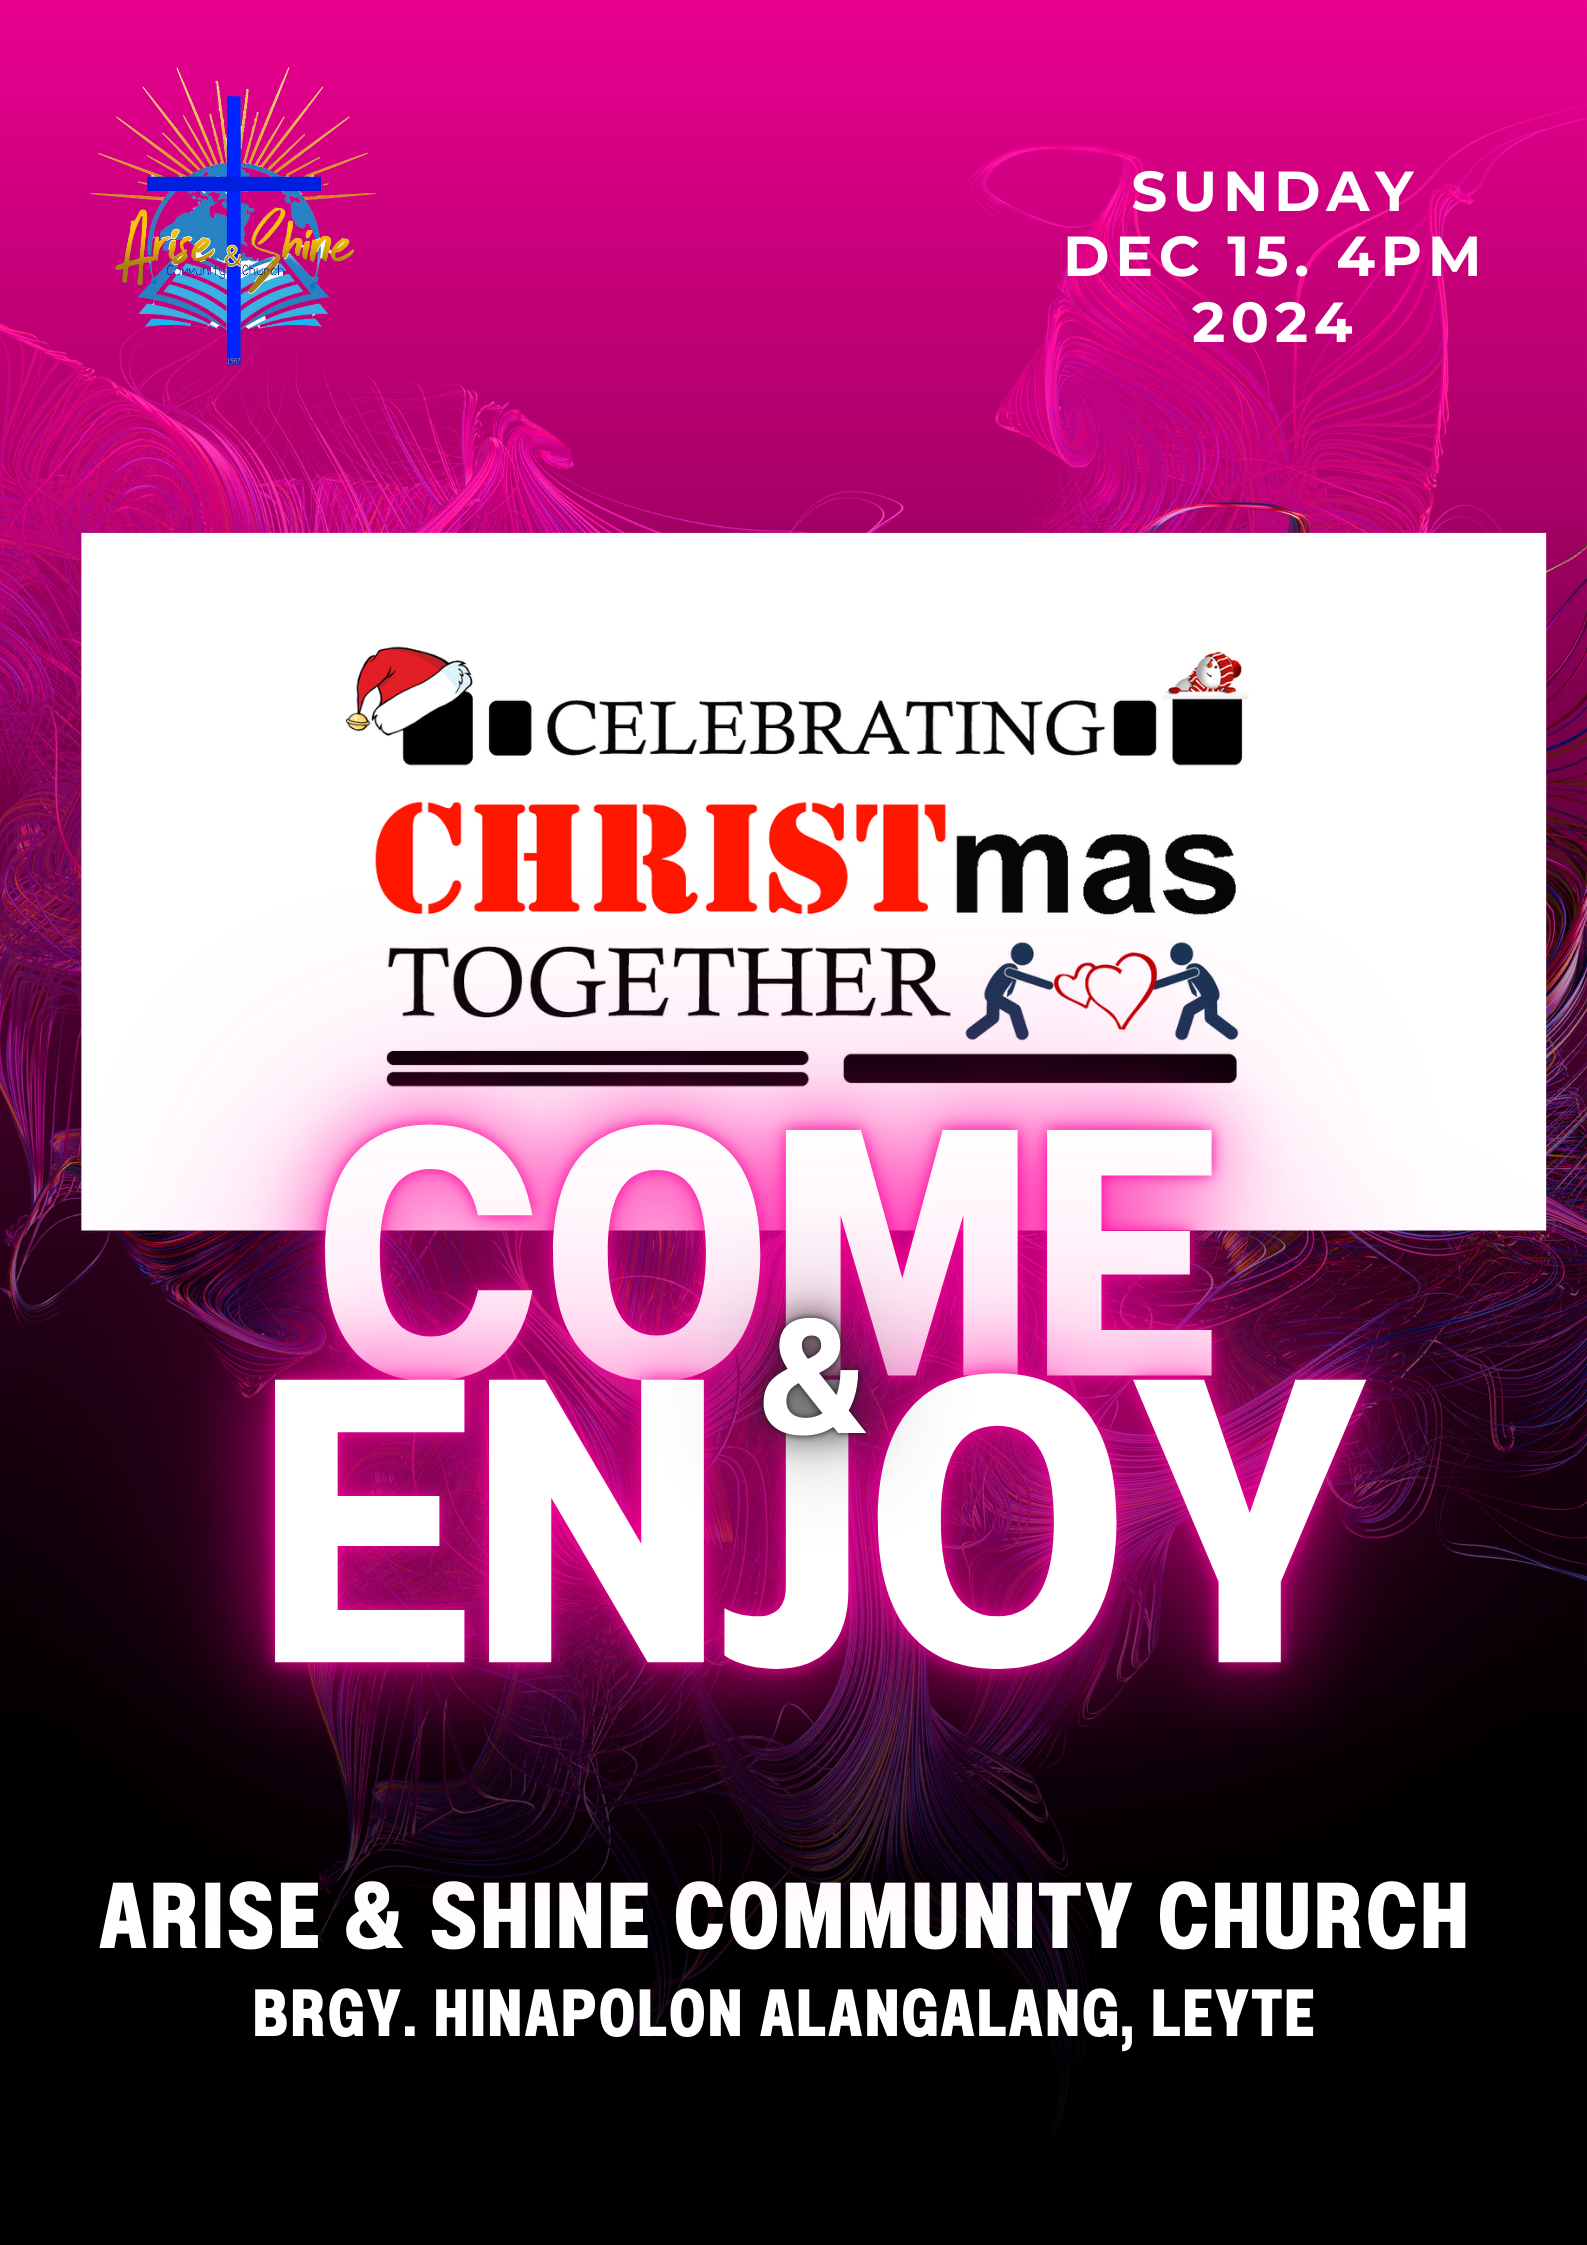 Arise & Shine
Community Church
1987
SUNDAY
DEC 15. 4PM
2024
CELEBRATING
CHRISTmas
TOGETHER
COME
&
ENJOY
ARISE & SHINE COMMUNITY CHURCH
BRGY. HINAPOLON ALANGALANG, LEYTE